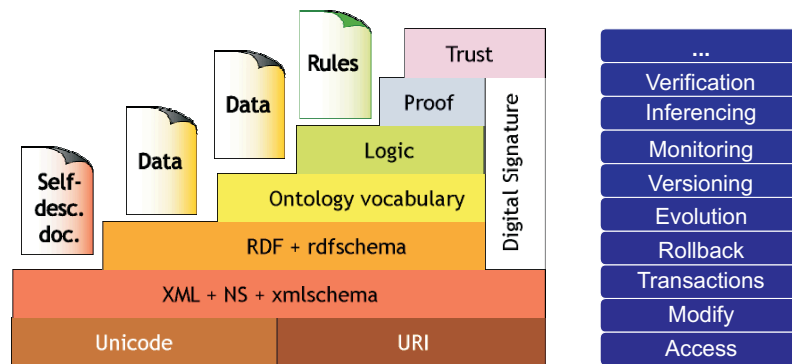 Trust
Rules
Data
Proof
Data
Logic
Self-
desc.
doc.
Ontology vocabulary
Digital Signature
RDF + rdfschema
XML + NS + xmlschema
Unicode
URI
...
Verification
Inferencing
Monitoring
Versioning
Evolution
Rollback
Transactions
Modify
Access